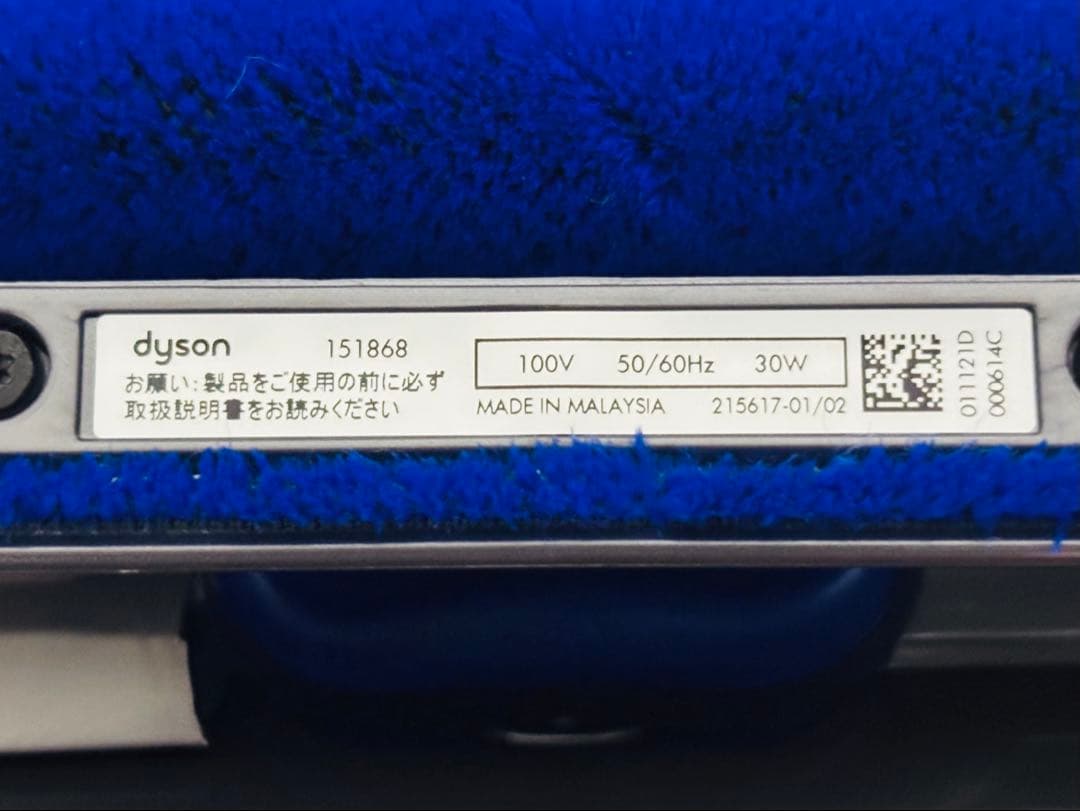 dyson 151868
お願い:製品をご使用の前に必ず
取扱説明書をお読みください
100V 50/60Hz 30W
MADE IN MALAYSIA 215617-01/02
011121D
000614C